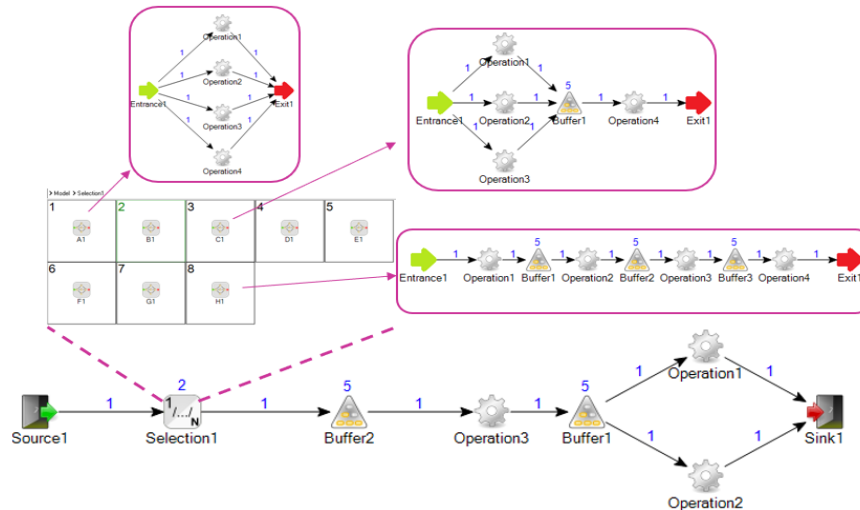 1 1
Operation1
1 1
Operation2
Entrance1 Exit1
1 1
Operation3
1 1
Operation4
1 1
Operation1 5
1 1 1 1
Entrance1 Operation2 Buffer1 Operation4 Exit1
1 1
Operation3
> Model > Selection1
1 2 3 4 5
A1 B1 C1 D1 E1
6 7 8
F1 G1 H1
5 5 5
1 1 1 1 1 1 1 1
Entrance1 Operation1 Buffer1 Operation2 Buffer2 Operation3 Buffer3 Operation4 Exit1
1 1
Operation1
2 5 5
1 1 /.../ N 1 1 1
Source1 Selection1 Buffer2 Operation3 Buffer1 Sink1
1 1
Operation2